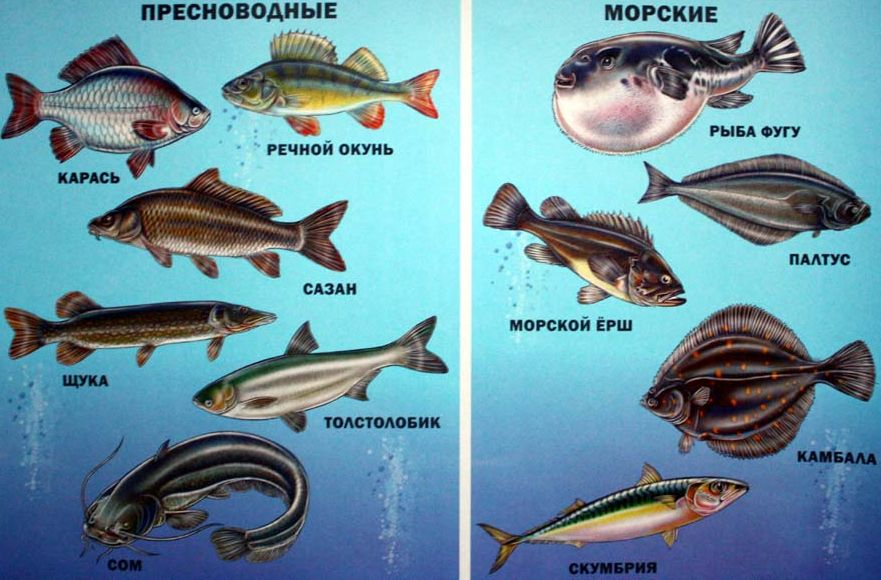 ПРЕСНОВОДНЫЕ
КАРАСЬ
РЕЧНОЙ ОКУНЬ
САЗАН
ЩУКА
ТОЛСТОЛОБИК
СОМ
МОРСКИЕ
РЫБА ФУГУ
ПАЛТУС
МОРСКОЙ ЁРШ
КАМБАЛА
СКУМБРИЯ